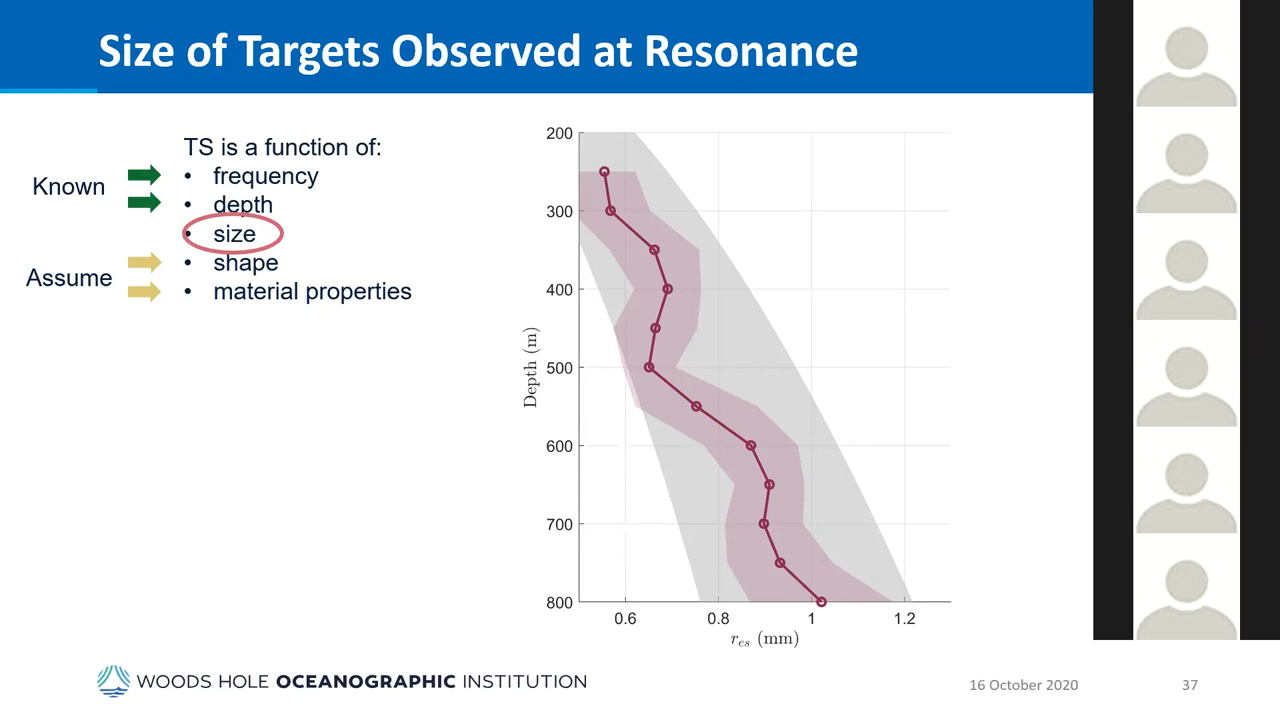 Size of Targets Observed at Resonance
TS is a function of:
Known
• frequency
• depth
• size
Assume
• shape
• material properties
200
300
400
500
600
700
800
Depth (m)
0.6 0.8 1 1.2
r_es (mm)
WOODS HOLE OCEANOGRAPHIC INSTITUTION
16 October 2020
37